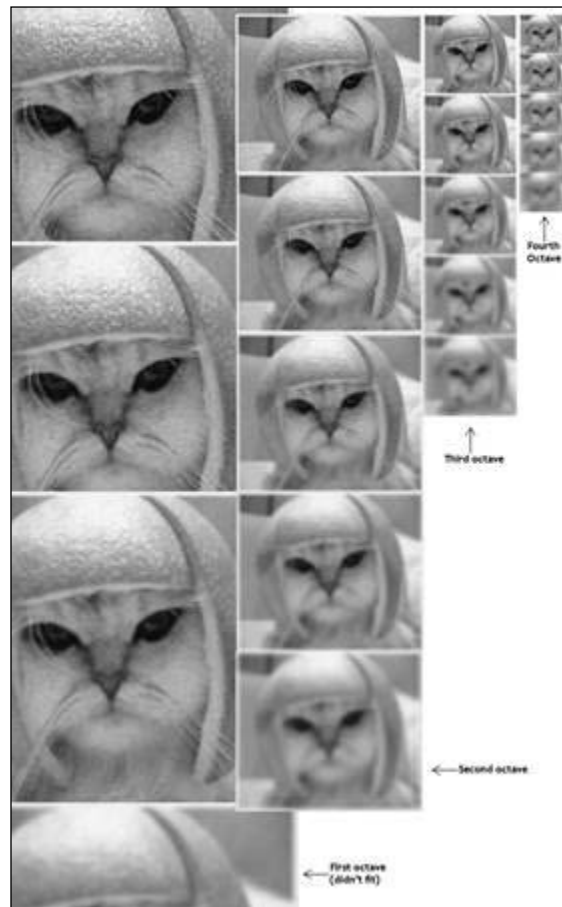 Fourth
Octave
Third octave
Second octave
First octave
(didn't fit)